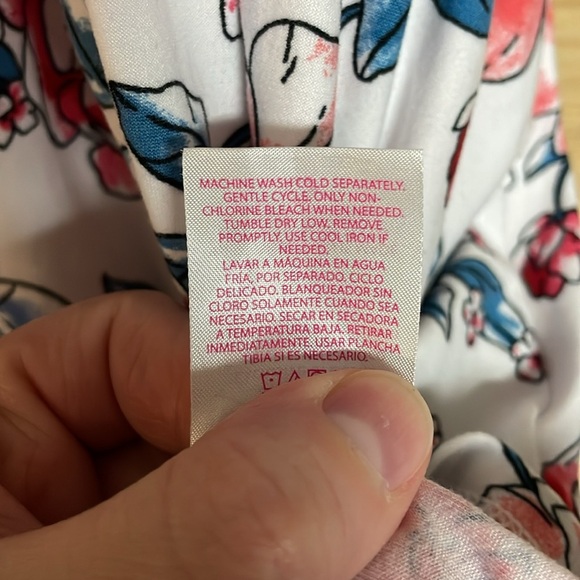 MACHINE WASH COLD SEPARATELY.
GENTLE CYCLE. ONLY NON-
CHLORINE BLEACH WHEN NEEDED.
TUMBLE DRY LOW. REMOVE
PROMPTLY. USE COOL IRON IF
NEEDED.
LAVAR A MÁQUINA EN AGUA
FRÍA, POR SEPARADO. CICLO
DELICADO. BLANQUEADOR SIN
CLORO SOLAMENTE CUANDO SEA
NECESARIO. SECAR EN SECADORA
A TEMPERATURA BAJA. RETIRAR
INMEDIATAMENTE. USAR PLANCHA
TIBIA SI ES NECESARIO.